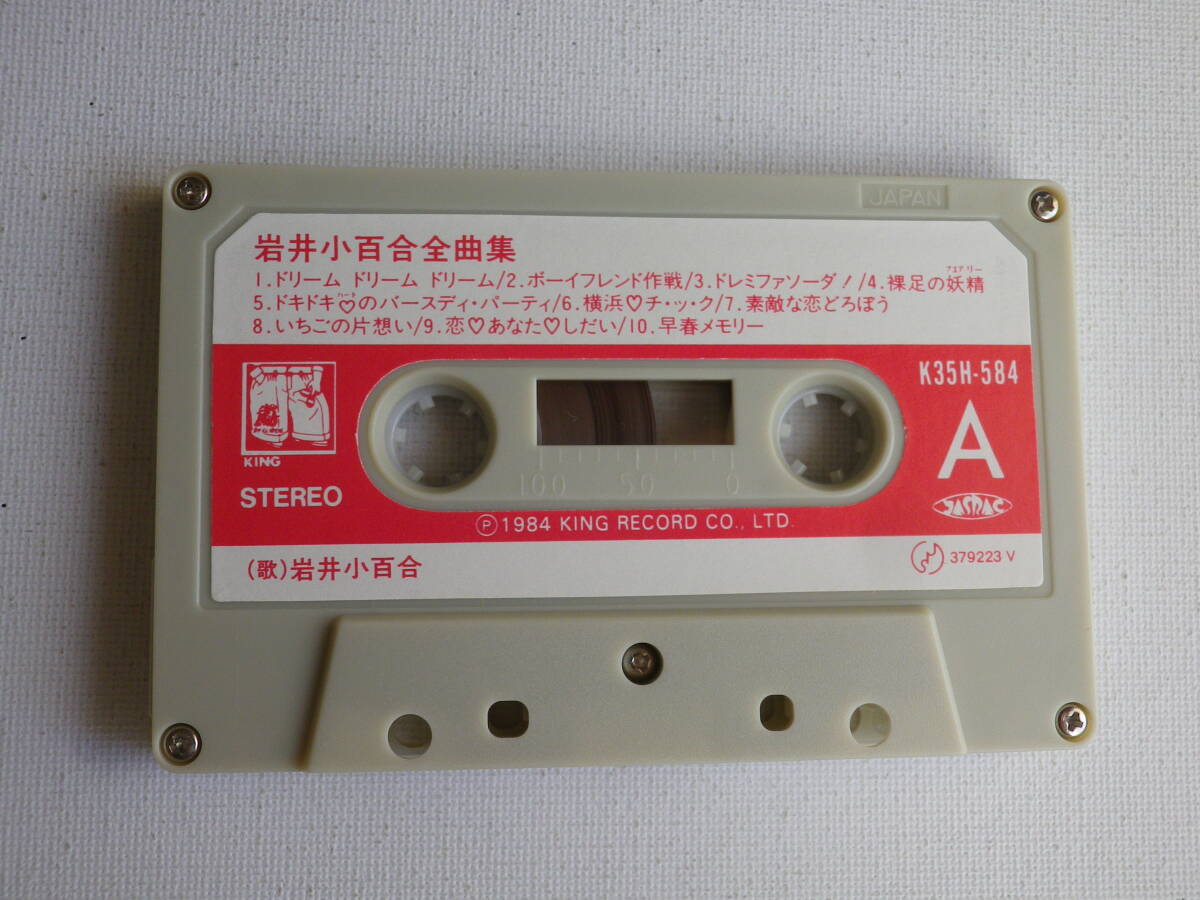 JAPAN
岩井小百合全曲集
1.ドリーム ドリーム ドリーム/2.ボーイフレンド作戦/3.ドレミファソーダ!/4.裸足の妖精
5.ドキドキ♡のバースディ・パーティ/6.横浜♡チ・ッ・ク/7.素敵な恋どろぼう
8.いちごの片想い/9.恋♡あなた♡しだい/10.早春メモリー
K35H-584
KING
A
STEREO
100 50 0
JASRAC
Ⓟ1984 KING RECORD CO., LTD.
(歌)岩井小百合
379223 V